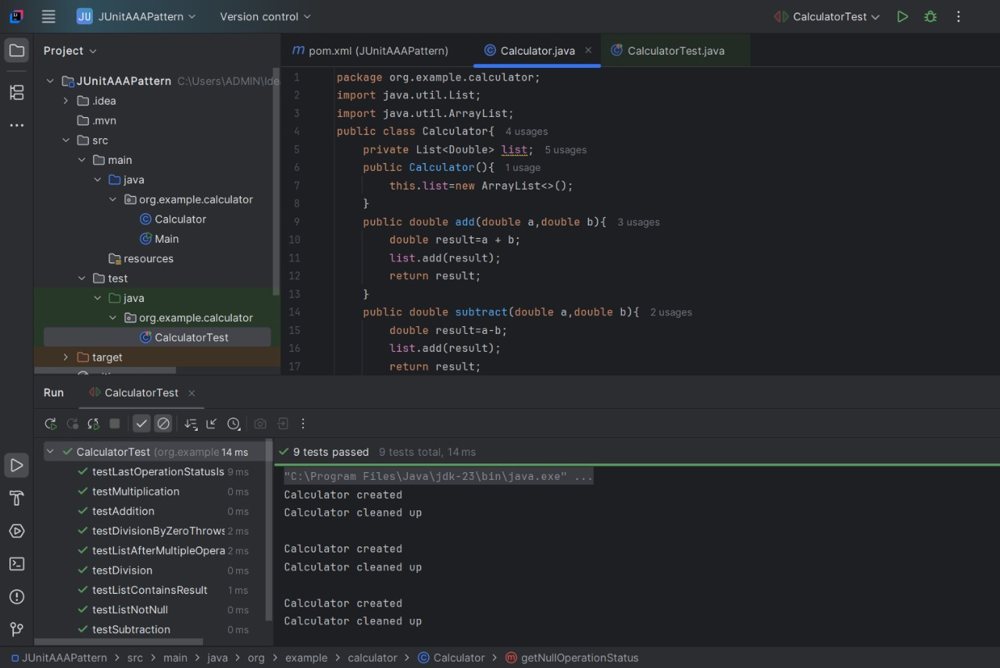 JU JUnitAAAPattern Version control CalculatorTest
Project
pom.xml (JUnitAAAPattern) Calculator.java CalculatorTest.java
JUnitAAAPattern C:\Users\ADMIN\Ide
.idea
.mvn
src
main
java
org.example.calculator
Calculator
Main
resources
test
java
org.example.calculator
CalculatorTest
target
1 package org.example.calculator;
2 import java.util.List;
3 import java.util.ArrayList;
4 public class Calculator{ 4 usages
5 private List<Double> list; 5 usages
6 public Calculator(){ 1 usage
7 this.list=new ArrayList<>();
8 }
9 public double add(double a,double b){ 3 usages
10 double result=a + b;
11 list.add(result);
12 return result;
13 }
14 public double subtract(double a,double b){ 2 usages
15 double result=a-b;
16 list.add(result);
17 return result;
Run CalculatorTest
CalculatorTest (org.example 14 ms
testLastOperationStatusIs 9 ms
testMultiplication 0 ms
testAddition 0 ms
testDivisionByZeroThrows 2 ms
testListAfterMultipleOpera 2 ms
testDivision 0 ms
testListContainsResult 1 ms
testListNotNull 0 ms
testSubtraction 0 ms
9 tests passed 9 tests total, 14 ms
"C:\Program Files\Java\jdk-23\bin\java.exe" ...
Calculator created
Calculator cleaned up
Calculator created
Calculator cleaned up
Calculator created
Calculator cleaned up
JUnitAAAPattern > src > main > java > org > example > calculator > Calculator > getNullOperationStatus